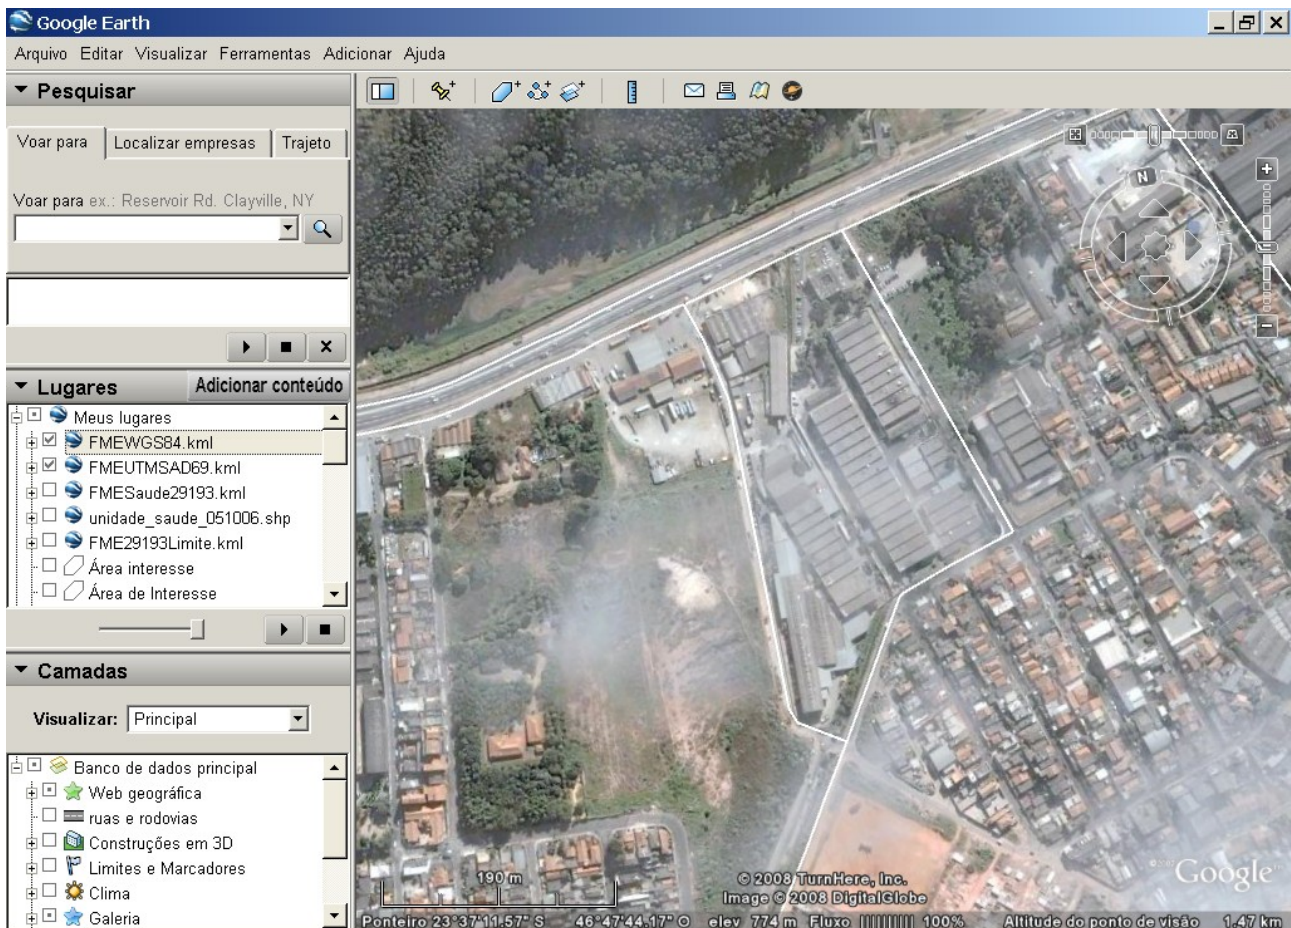 Google Earth
Arquivo Editar Visualizar Ferramentas Adicionar Ajuda
Pesquisar
Voar para Localizar empresas Trajeto
Voar para ex.: Reservoir Rd. Clayville, NY
Lugares Adicionar conteúdo
Meus lugares
FMEWGS84.kml
FMEUTMSAD69.kml
FMESaude29193.kml
unidade_saude_051006.shp
FME29193Limite.kml
Área interesse
Área de Interesse
Camadas
Visualizar: Principal
Banco de dados principal
Web geográfica
ruas e rodovias
Construções em 3D
Limites e Marcadores
Clima
Galeria
N
190 m
© 2008 TurnHere, Inc.
Image © 2008 DigitalGlobe
Google
Ponteiro 23°37'11.57" S 46°47'44.17" O elev 774 m Fluxo |||||||||| 100% Altitude do ponto de visão 1.47 km